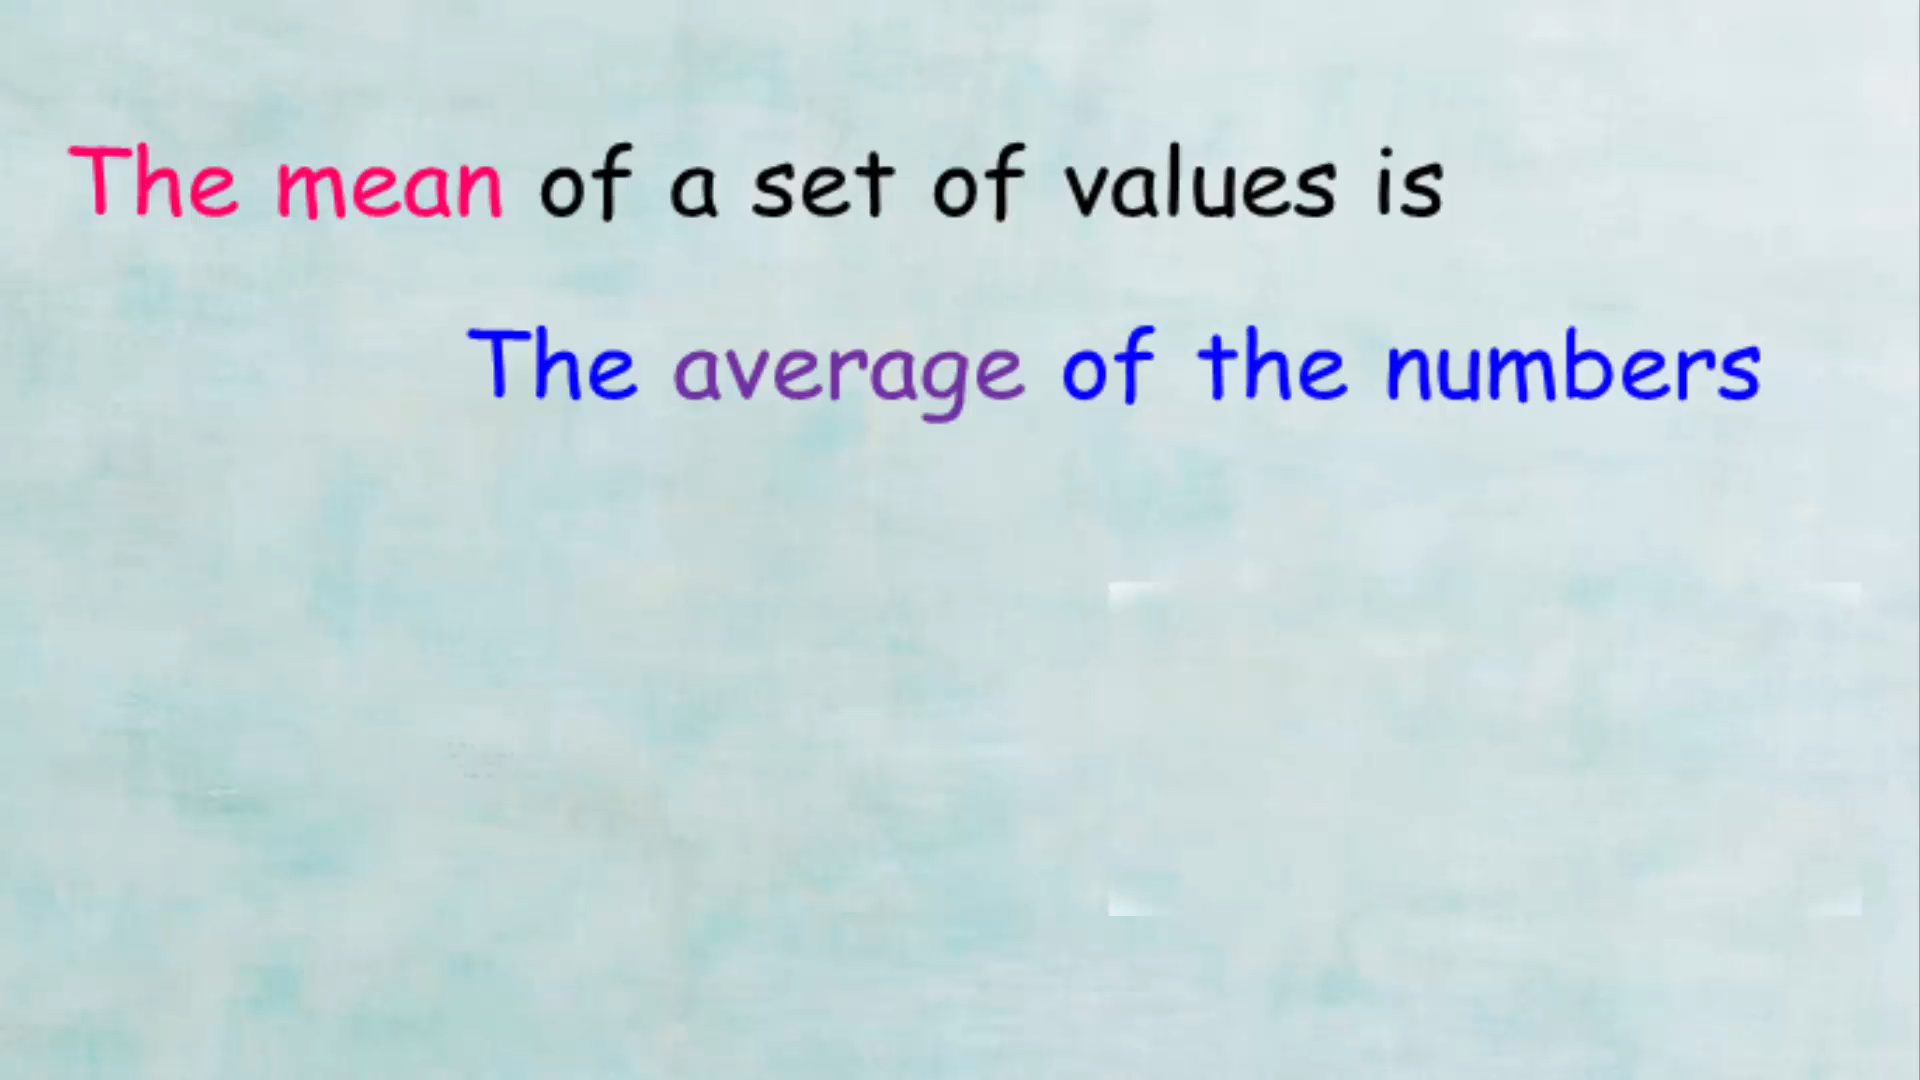 The mean of a set of values is
The average of the numbers